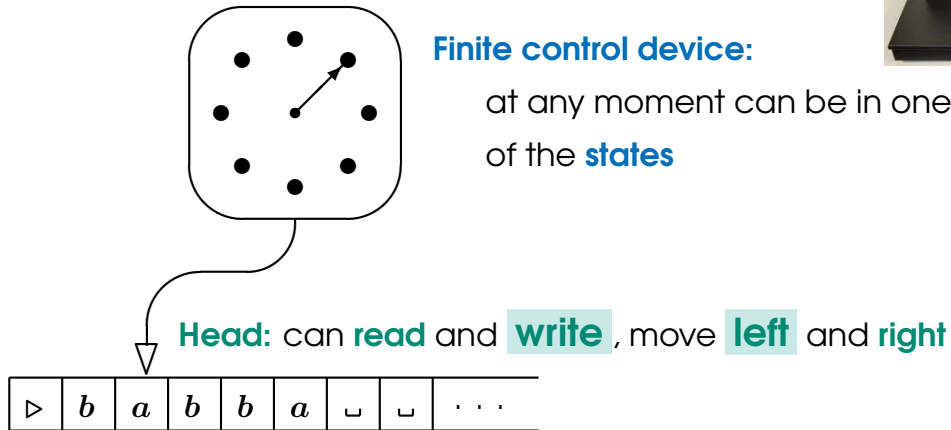 Finite control device:
at any moment can be in one
of the states
Head: can read and write, move left and right
▷ b a b b a ␣ ␣ · · ·